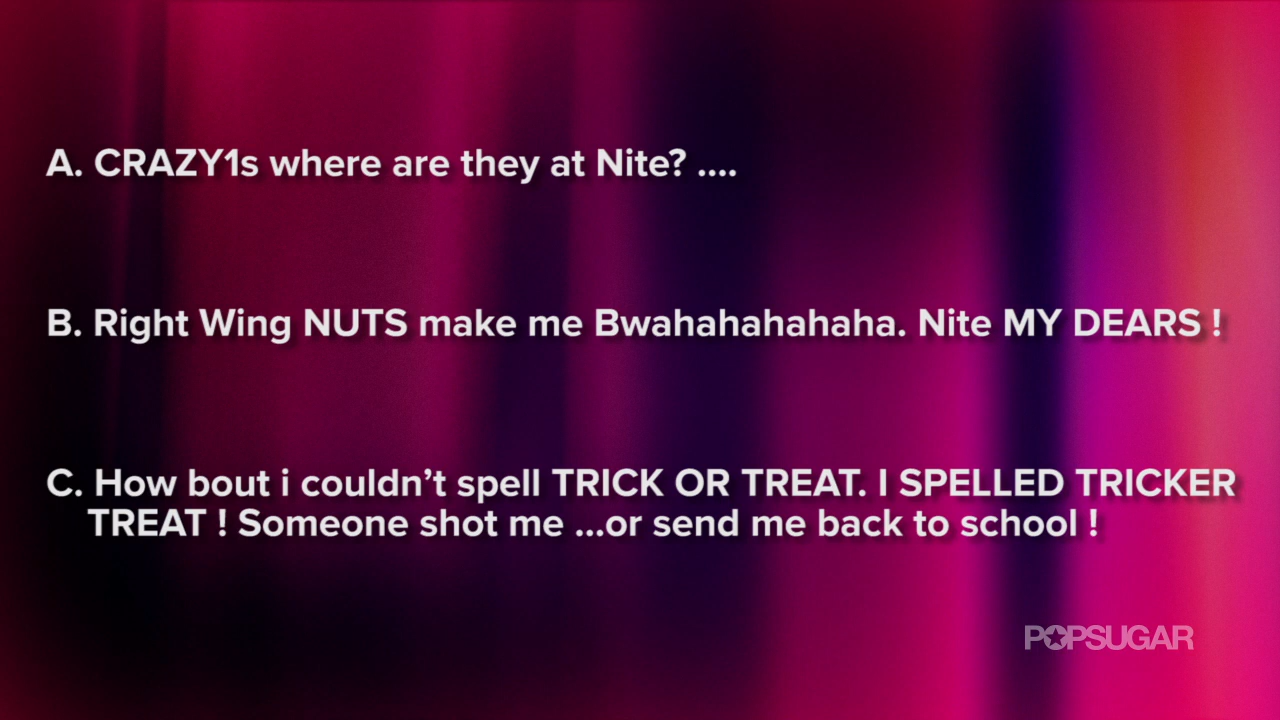 A. CRAZY1s where are they at Nite? ....
B. Right Wing NUTS make me Bwahahahahaha. Nite MY DEARS !
C. How bout i couldn’t spell TRICK OR TREAT. I SPELLED TRICKER
TREAT ! Someone shot me ...or send me back to school !
POPSUGAR